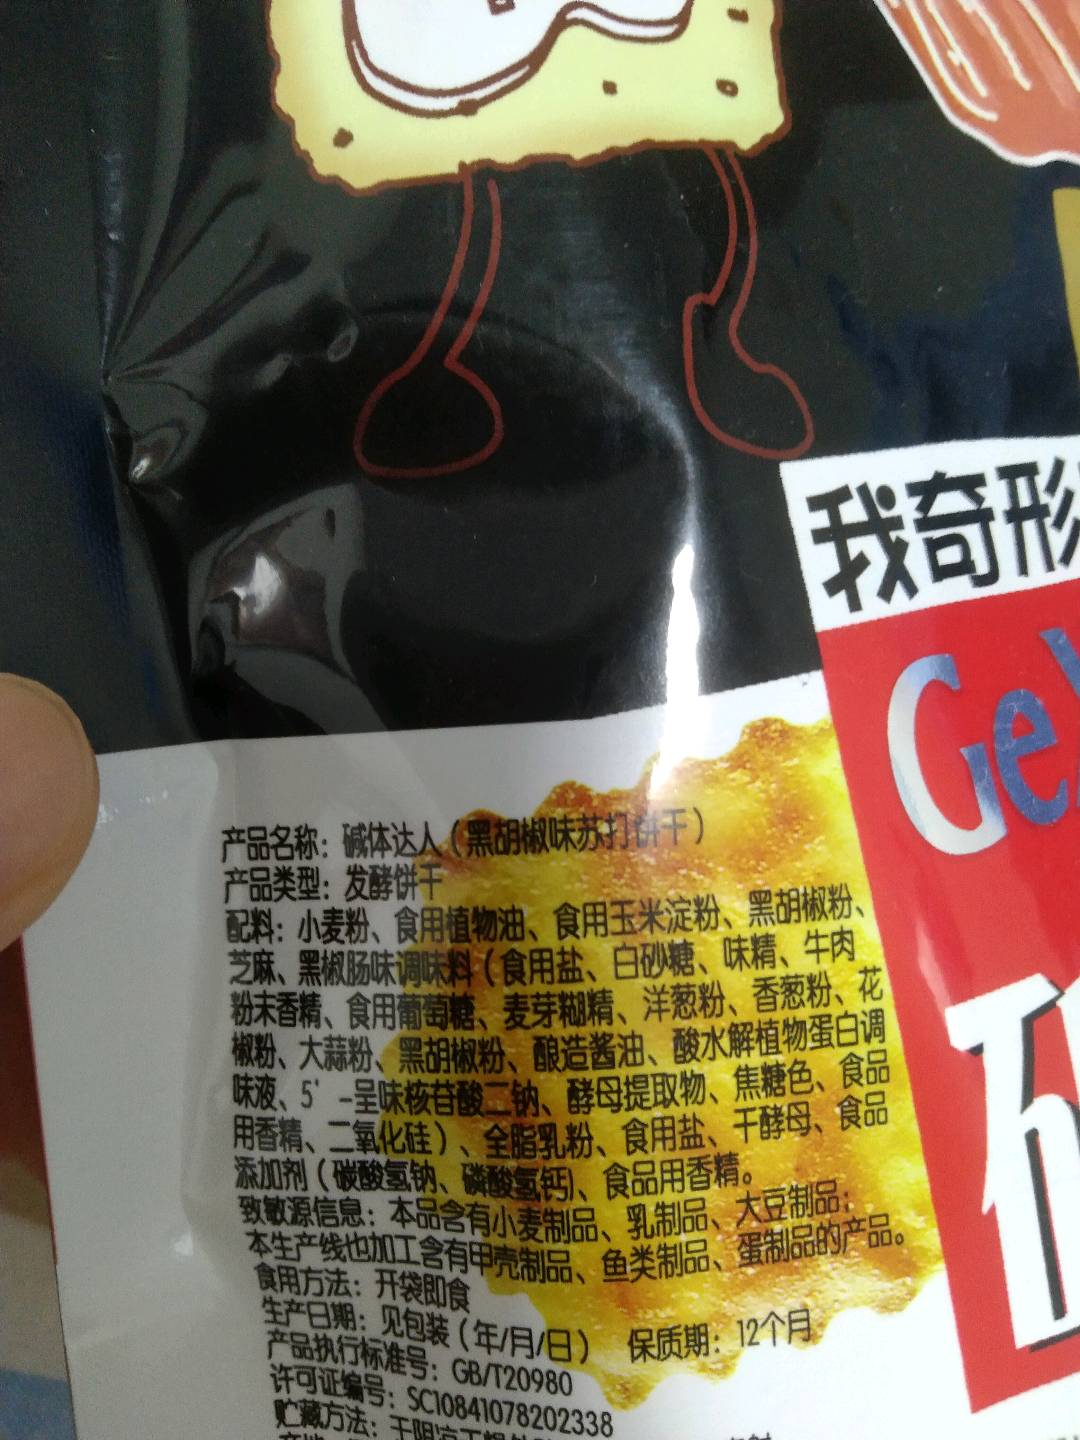 我奇形
Ge
产品名称：碱体达人（黑胡椒味苏打饼干）
产品类型：发酵饼干
配料：小麦粉、食用植物油、食用玉米淀粉、黑胡椒粉、
芝麻、黑椒肠味调味料（食用盐、白砂糖、味精、牛肉
粉末香精、食用葡萄糖、麦芽糊精、洋葱粉、香葱粉、花
椒粉、大蒜粉、黑胡椒粉、酿造酱油、酸水解植物蛋白调
味液、5'-呈味核苷酸二钠、酵母提取物、焦糖色、食品
用香精、二氧化硅）、全脂乳粉、食用盐、干酵母、食品
添加剂（碳酸氢钠、磷酸氢钙)、食品用香精。
致敏源信息：本品含有小麦制品、乳制品、大豆制品；
本生产线也加工含有甲壳制品、鱼类制品、蛋制品的产品。
食用方法：开袋即食
生产日期：见包装（年/月/日） 保质期：12个月
产品执行标准号：GB/T20980
许可证编号：SC10841078202338
贮藏方法：于阴凉干燥